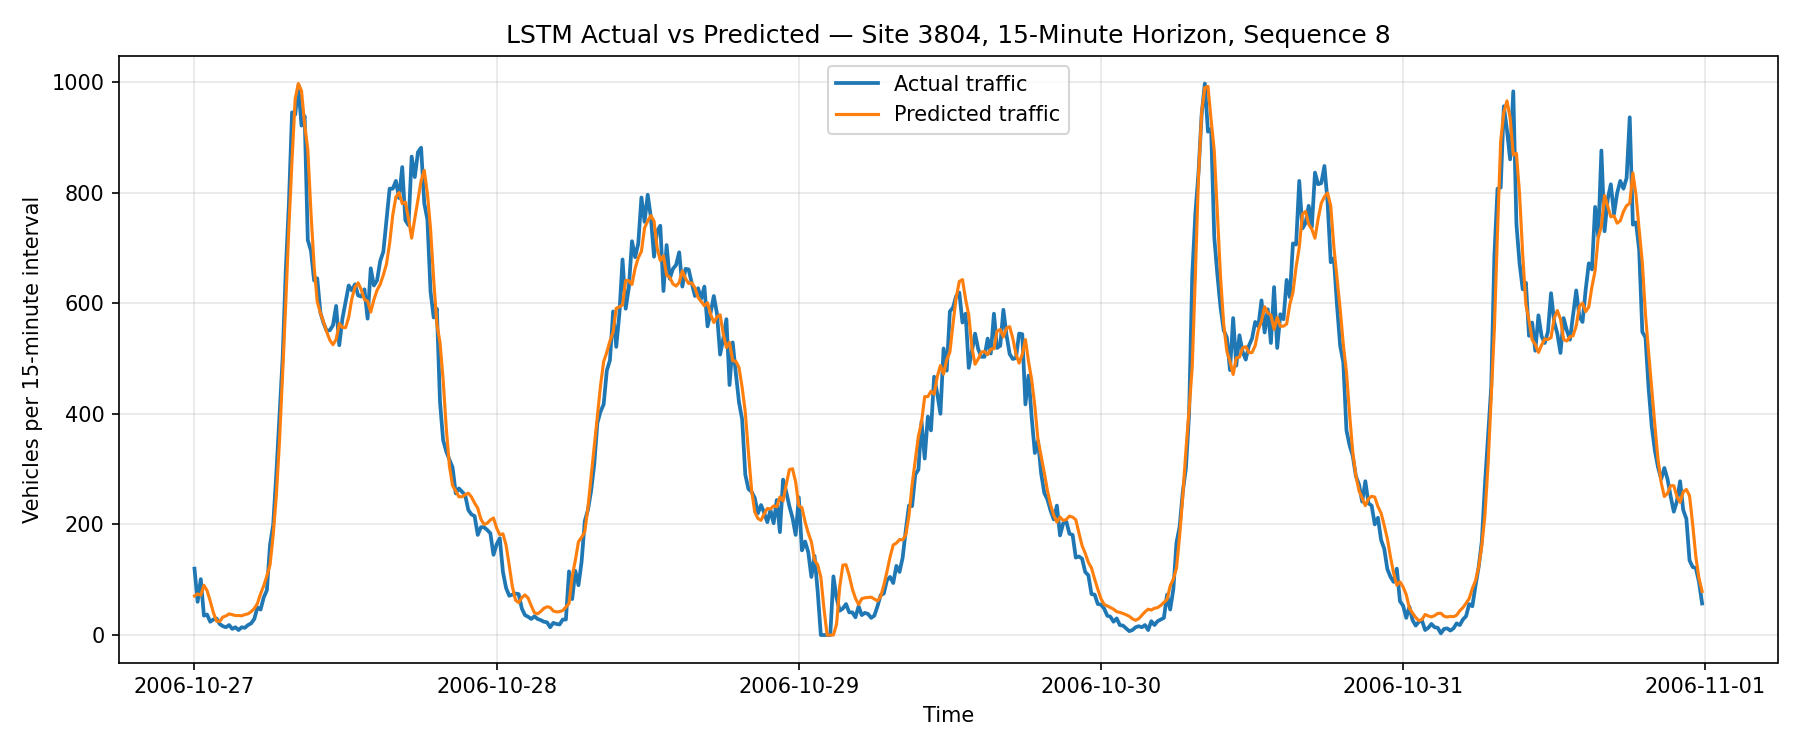 LSTM Actual vs Predicted — Site 3804, 15-Minute Horizon, Sequence 8
Actual traffic
Predicted traffic
Vehicles per 15-minute interval
1000
800
600
400
200
0
2006-10-27
2006-10-28
2006-10-29
2006-10-30
2006-10-31
2006-11-01
Time